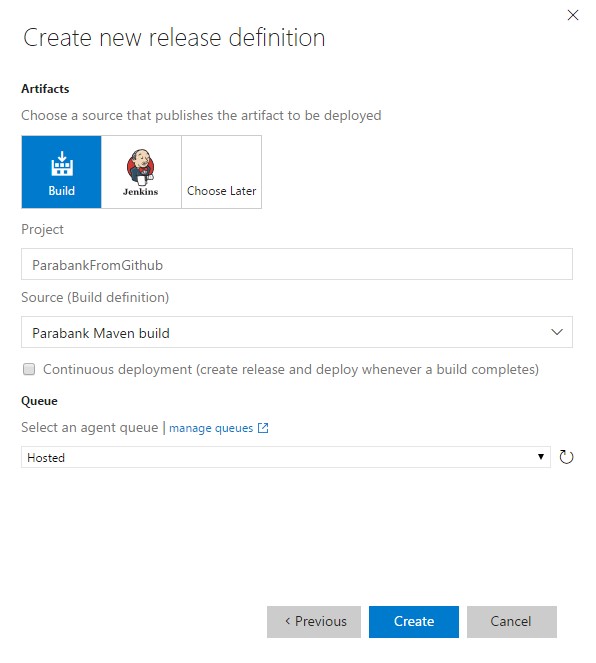 Create new release definition
Artifacts
Choose a source that publishes the artifact to be deployed
Build
Jenkins
Choose Later
Project
ParabankFromGithub
Source (Build definition)
Parabank Maven build
Continuous deployment (create release and deploy whenever a build completes)
Queue
Select an agent queue | manage queues
Hosted
< Previous
Create
Cancel